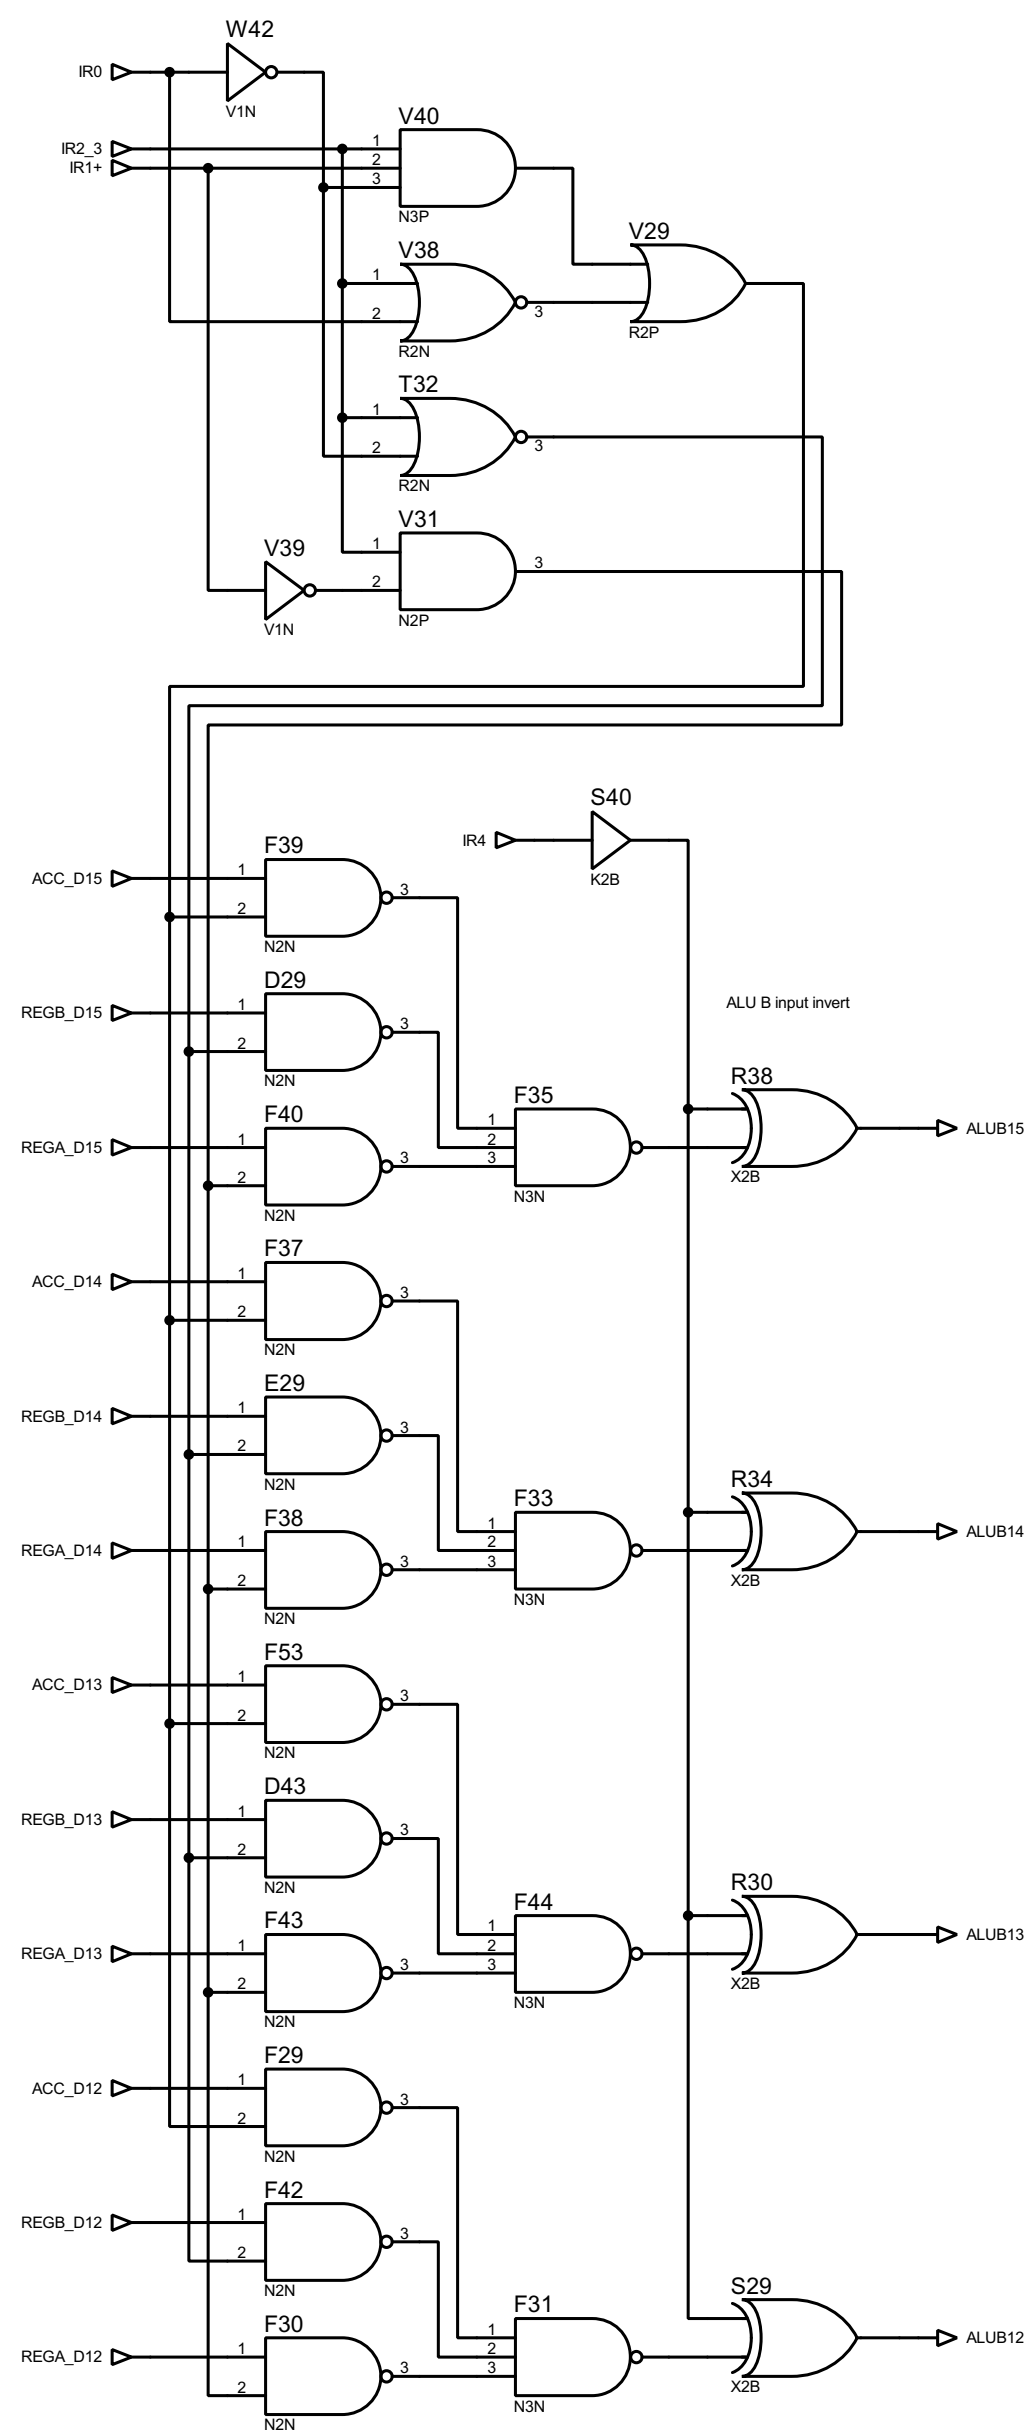 W42
IR0
V1N
V40
IR2_3
1
IR1+
2
3
N3P
V29
V38
1
2
3
R2P
R2N
T32
1
2
3
R2N
V31
V39
1
3
2
N2P
V1N
S40
IR4
K2B
F39
ACC_D15
1
3
2
N2N
D29
ALU B input invert
REGB_D15
1
3
2
N2N
R38
F40
F35
REGA_D15
1
1
ALUB15
2
3
3
2
N3N
X2B
N2N
F37
ACC_D14
1
3
2
N2N
E29
REGB_D14
1
3
2
N2N
R34
F38
F33
REGA_D14
1
1
ALUB14
2
3
3
2
N3N
X2B
N2N
F53
ACC_D13
1
3
2
N2N
D43
REGB_D13
1
3
2
N2N
R30
F43
F44
REGA_D13
1
1
ALUB13
2
3
3
2
N3N
X2B
N2N
F29
ACC_D12
1
3
2
N2N
F42
REGB_D12
1
3
2
N2N
S29
F30
F31
REGA_D12
1
1
ALUB12
2
3
3
2
N3N
X2B
N2N